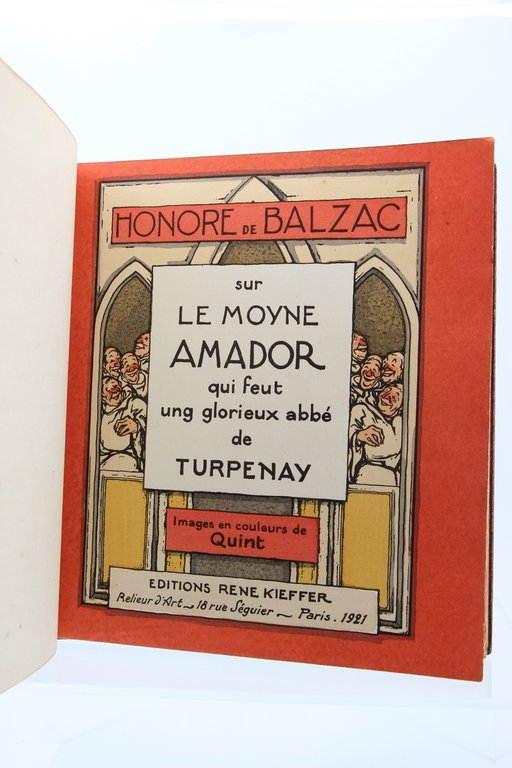 HONORE DE BALZAC
sur
LE MOYNE
AMADOR
qui feut
ung glorieux abbé
de
TURPENAY
Images en couleurs de
Quint
EDITIONS RENE KIEFFER
Relieur d'Art ~ 18 rue Séguier ~ Paris. 1921